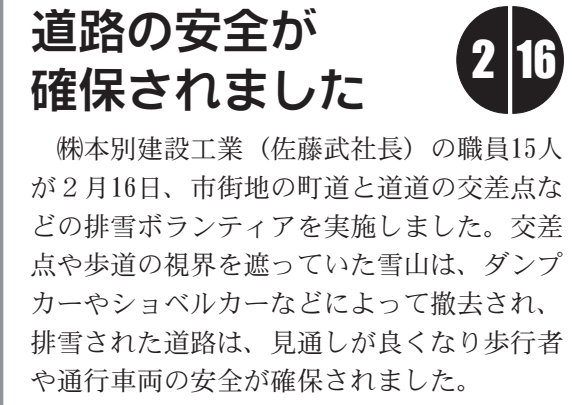 道路の安全が
確保されました
2 16
㈱本別建設工業（佐藤武社長）の職員15人
が２月16日、市街地の町道と道道の交差点な
どの排雪ボランティアを実施しました。交差
点や歩道の視界を遮っていた雪山は、ダンプ
カーやショベルカーなどによって撤去され、
排雪された道路は、見通しが良くなり歩行者
や通行車両の安全が確保されました。